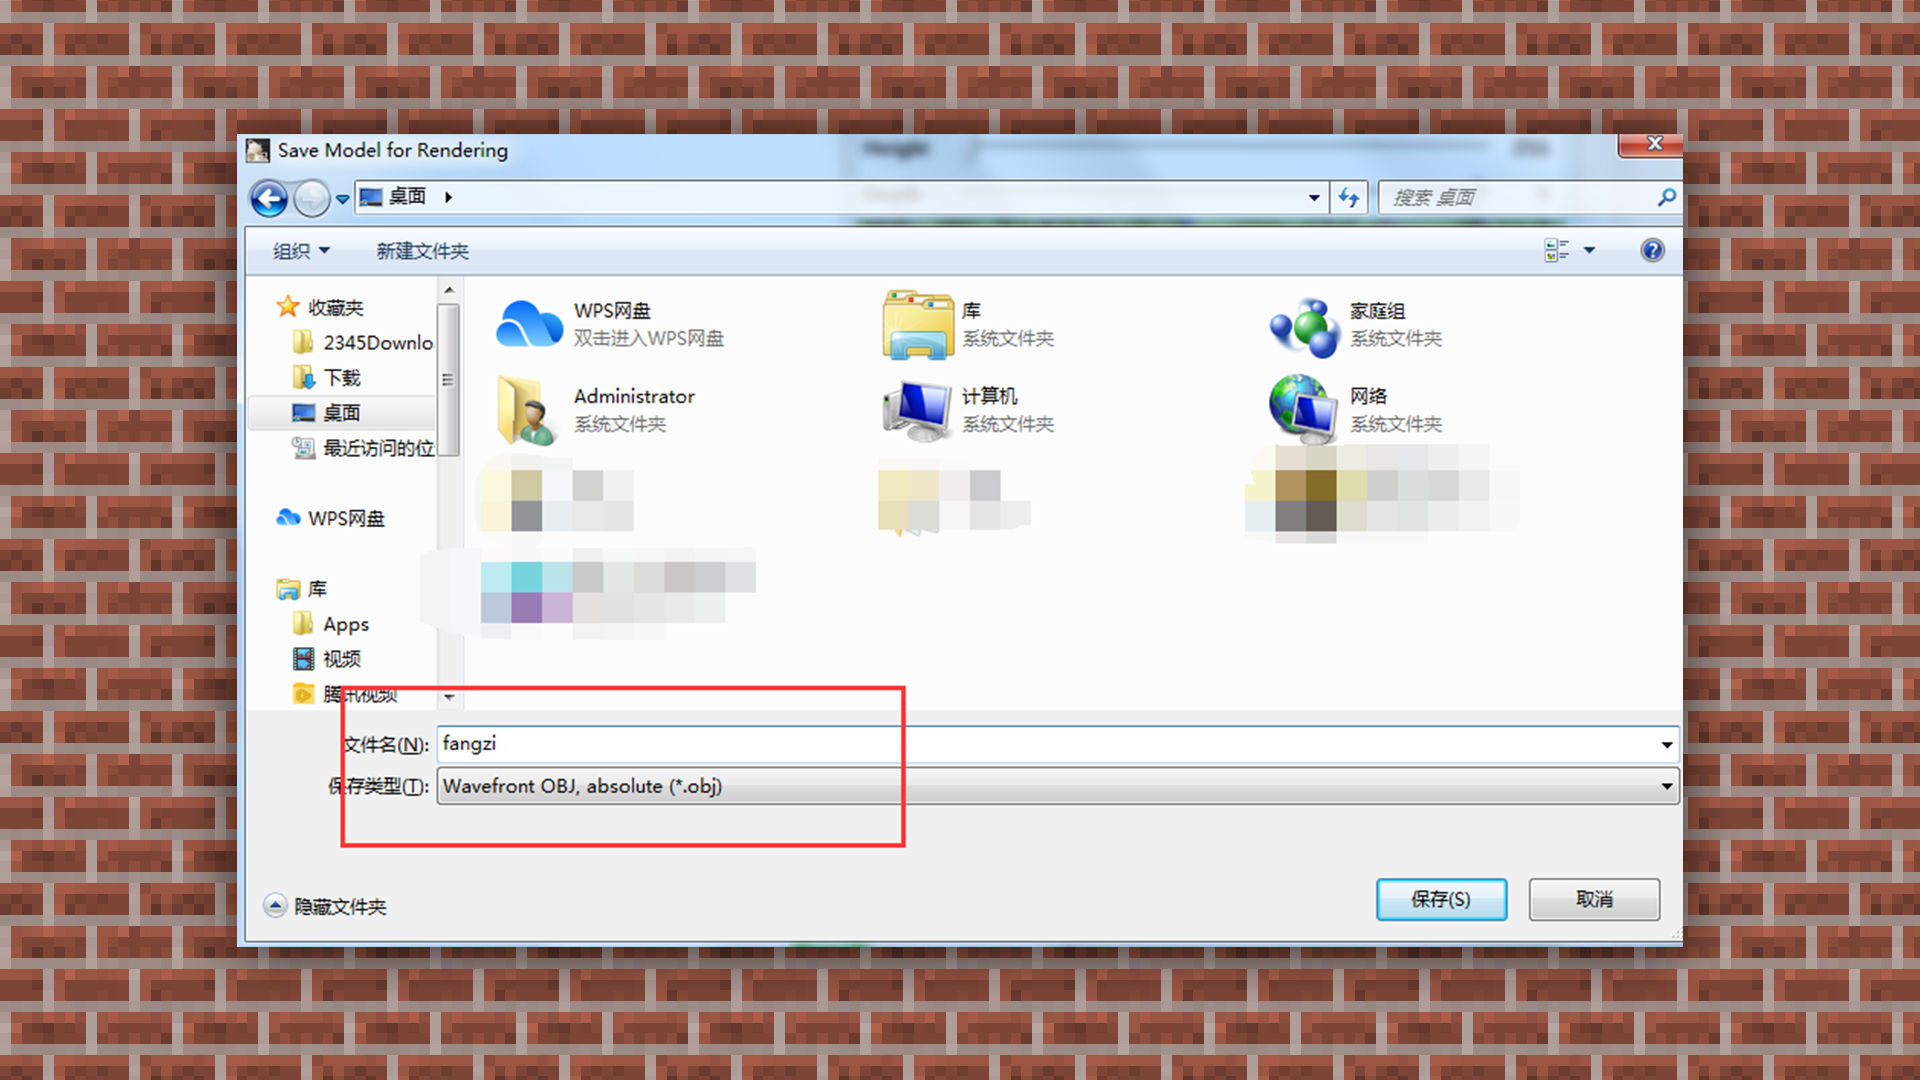 Save Model for Rendering
桌面
搜索 桌面
组织
新建文件夹
收藏夹
2345Downlo
下载
桌面
最近访问的位
WPS网盘
库
Apps
视频
腾讯视频
WPS网盘
双击进入WPS网盘
库
系统文件夹
家庭组
系统文件夹
Administrator
系统文件夹
计算机
系统文件夹
网络
系统文件夹
文件名(N):
fangzi
保存类型(T):
Wavefront OBJ, absolute (*.obj)
隐藏文件夹
保存(S)
取消